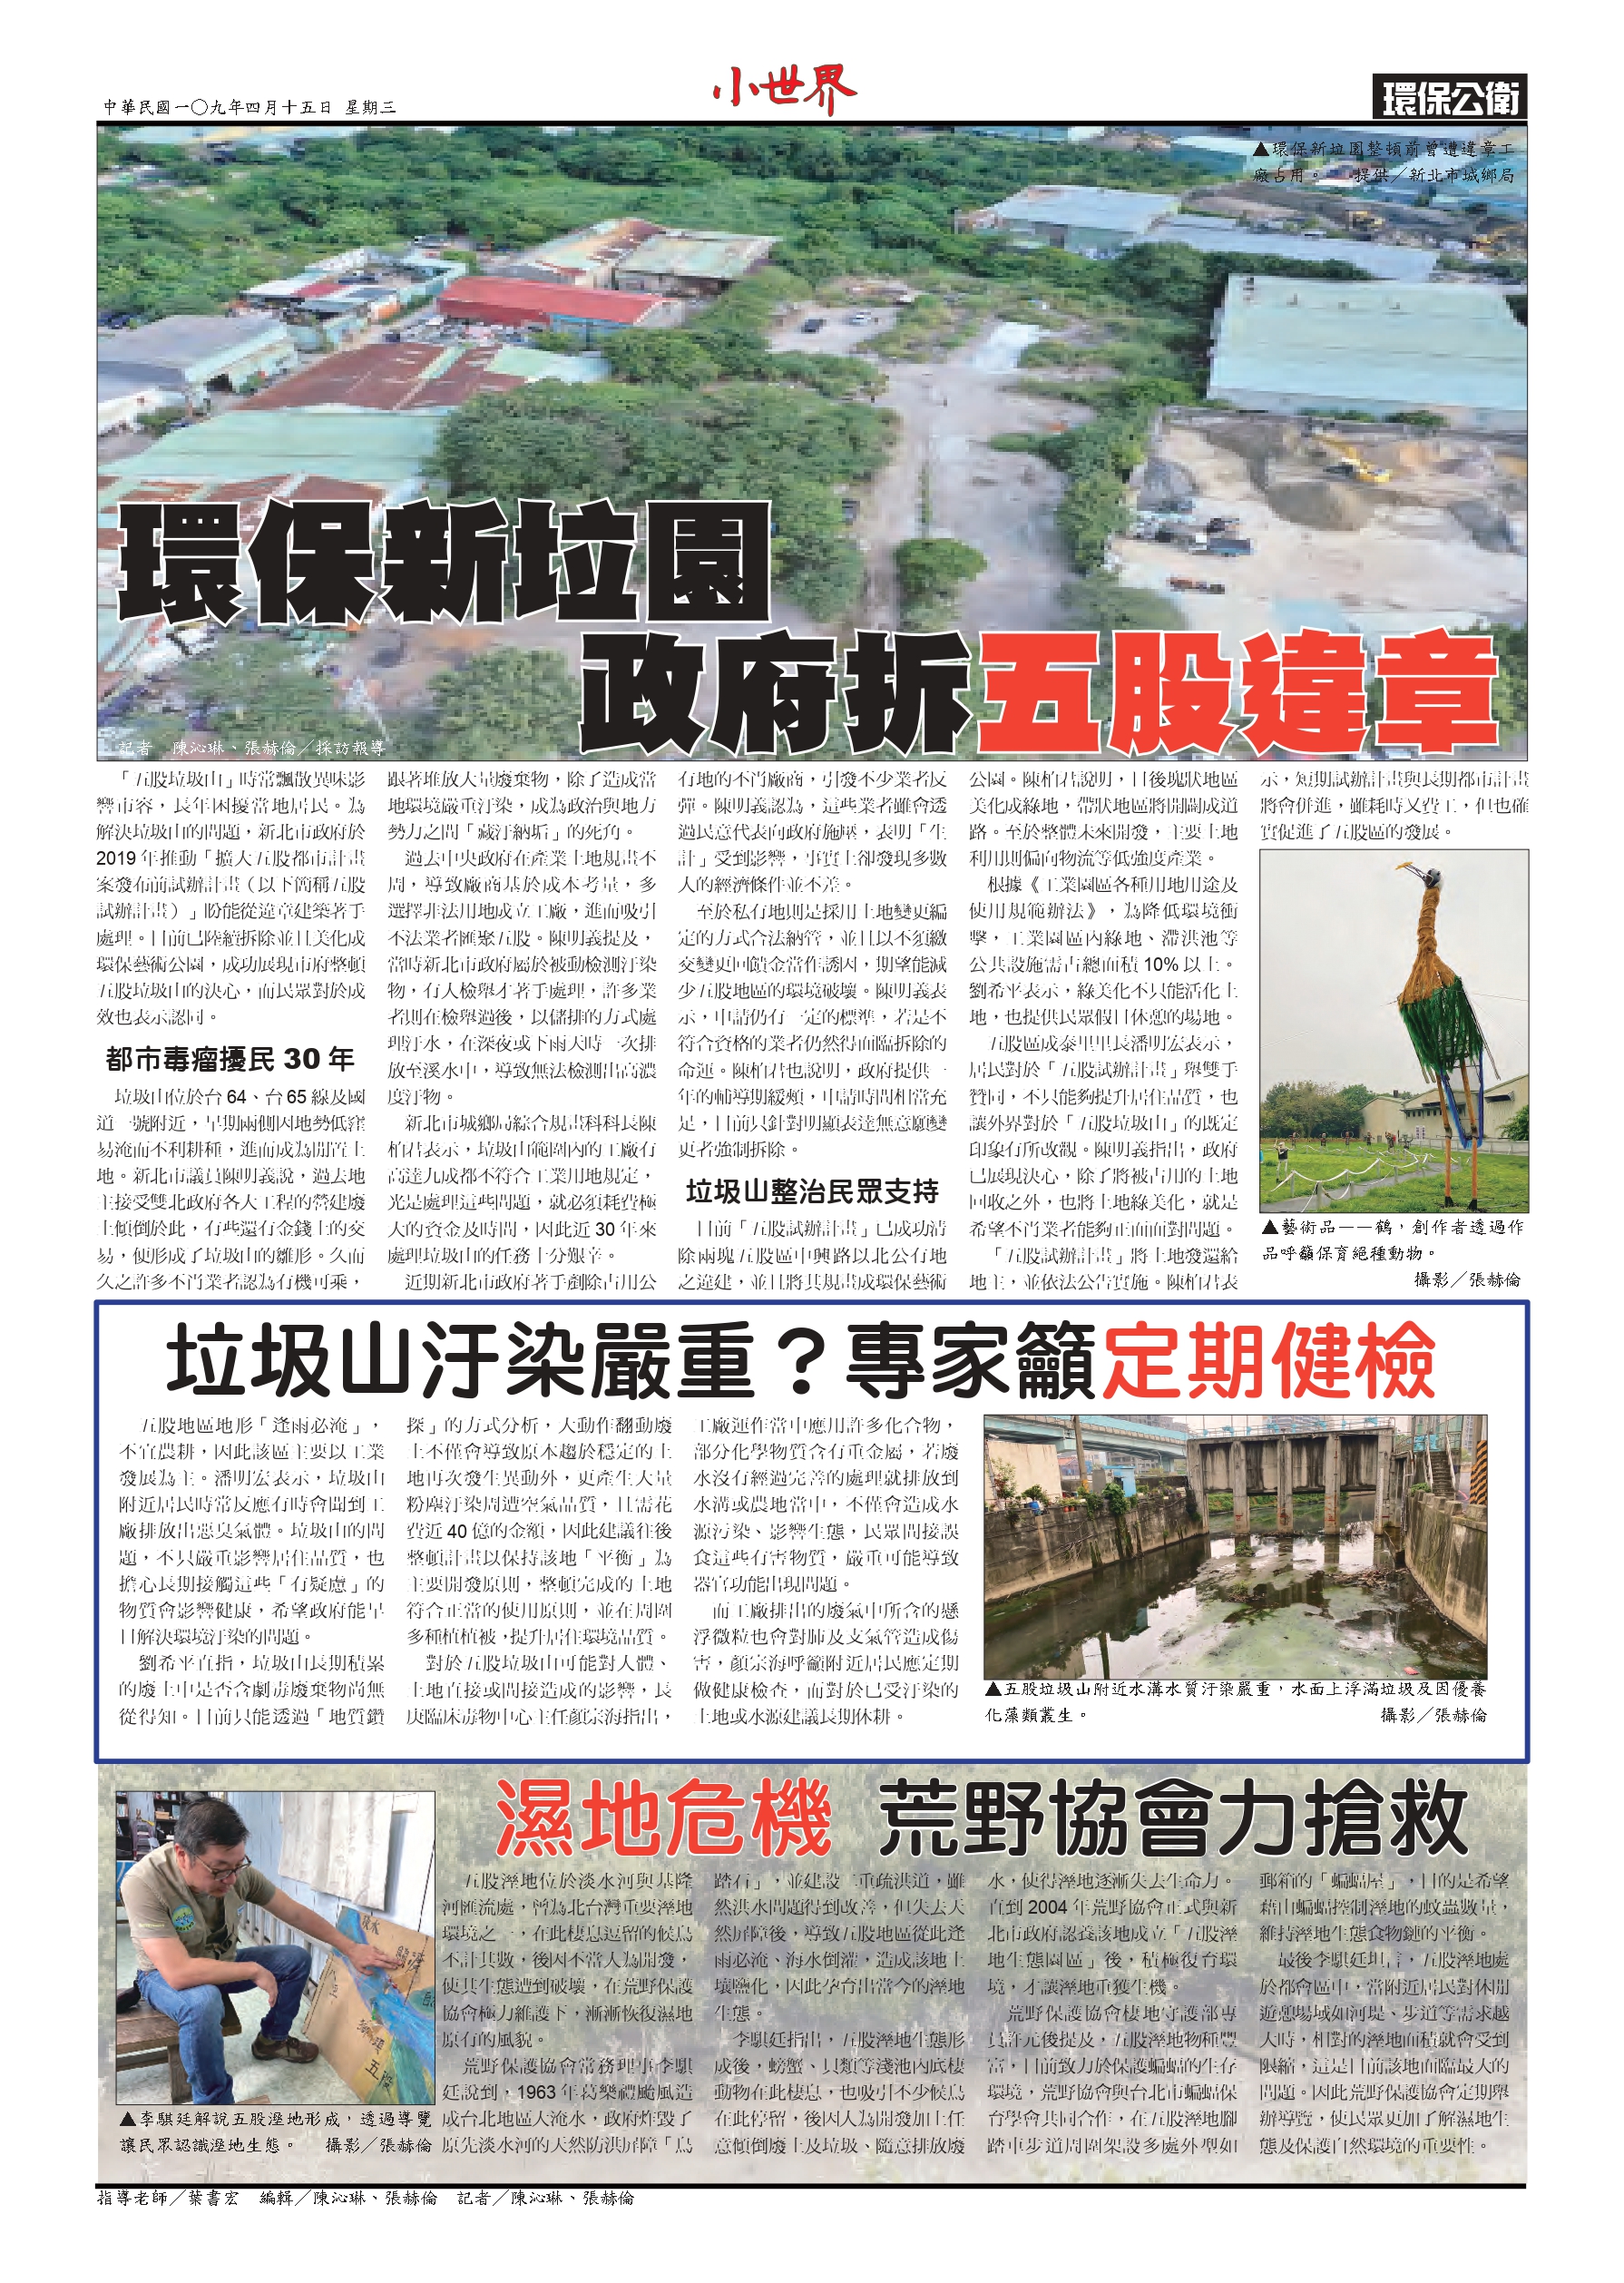 中華民國一〇九年四月十五日 星期三
小世界
環保公衛
▲環保新垃園整頓前曾遭違章工
廠占用。 提供／新北市城鄉局
環保新垃園
政府拆五股違章
記者 陳沁琳、張赫倫／採訪報導
「五股垃圾山」時常飄散異味影
響市容，長年困擾當地居民。為
解決垃圾山的問題，新北市政府於
2019 年推動「擴大五股都市計畫
案發布前試辦計畫（以下簡稱五股
試辦計畫）」盼能從違章建築著手
處理。目前已陸續拆除並且美化成
環保藝術公園，成功展現市府整頓
五股垃圾山的決心，而民眾對於成
效也表示認同。
都市毒瘤擾民 30 年
垃圾山位於台 64、台 65 線及國
道一號附近，早期兩側因地勢低窪
易淹而不利耕種，進而成為閒置土
地。新北市議員陳明義說，過去地
主接受雙北政府各大工程的營建廢
土傾倒於此，有些還有金錢上的交
易，便形成了垃圾山的雛形。久而
久之許多不肖業者認為有機可乘，
跟著堆放大量廢棄物，除了造成當
地環境嚴重汙染，成為政治與地方
勢力之間「藏汙納垢」的死角。
過去中央政府在產業土地規畫不
周，導致廠商基於成本考量，多
選擇非法用地成立工廠，進而吸引
不法業者匯聚五股。陳明義提及，
當時新北市政府屬於被動檢測汙染
物，有人檢舉才著手處理，許多業
者則在檢舉過後，以儲排的方式處
理汙水，在深夜或下雨天時一次排
放至溪水中，導致無法檢測出高濃
度汙物。
新北市城鄉局綜合規畫科科長陳
柏君表示，垃圾山範圍內的工廠有
高達九成都不符合工業用地規定，
光是處理這些問題，就必須耗費極
大的資金及時間，因此近 30 年來
處理垃圾山的任務十分艱辛。
近期新北市政府著手剷除占用公
有地的不肖廠商，引發不少業者反
彈。陳明義認為，這些業者雖會透
過民意代表向政府施壓，表明「生
計」受到影響，事實上卻發現多數
人的經濟條件並不差。
至於私有地則是採用土地變更編
定的方式合法納管，並且以不須繳
交變更回饋金當作誘因，期望能減
少五股地區的環境破壞。陳明義表
示，申請仍有一定的標準，若是不
符合資格的業者仍然得面臨拆除的
命運。陳柏君也說明，政府提供一
年的輔導期緩頰，申請時間相當充
足，目前只針對明顯表達無意願變
更者強制拆除。
垃圾山整治民眾支持
目前「五股試辦計畫」已成功清
除兩塊五股區中興路以北公有地
之違建，並且將其規畫成環保藝術
公園。陳柏君說明，日後塊狀地區
美化成綠地，帶狀地區將開闢成道
路。至於整體未來開發，主要土地
利用則偏向物流等低強度產業。
根據《工業園區各種用地用途及
使用規範辦法》，為降低環境衝
擊，工業園區內綠地、滯洪池等
公共設施需占總面積 10% 以上。
劉希平表示，綠美化不只能活化土
地，也提供民眾假日休憩的場地。
五股區成泰里里長潘明宏表示，
居民對於「五股試辦計畫」舉雙手
贊同，不只能夠提升居住品質，也
讓外界對於「五股垃圾山」的既定
印象有所改觀。陳明義指出，政府
已展現決心，除了將被占用的土地
回收之外，也將土地綠美化，就是
希望不肖業者能夠正面面對問題。
「五股試辦計畫」將土地發還給
地主，並依法公告實施。陳柏君表
示，短期試辦計畫與長期都市計畫
將會併進，雖耗時又費工，但也確
實促進了五股區的發展。
▲藝術品——鶴，創作者透過作
品呼籲保育絕種動物。
攝影／張赫倫
垃圾山汙染嚴重？專家籲定期健檢
五股地區地形「逢雨必淹」，
不宜農耕，因此該區主要以工業
發展為主。潘明宏表示，垃圾山
附近居民時常反應有時會聞到工
廠排放出惡臭氣體。垃圾山的問
題，不只嚴重影響居住品質，也
擔心長期接觸這些「有疑慮」的
物質會影響健康，希望政府能早
日解決環境汙染的問題。
劉希平直指，垃圾山長期積累
的廢土中是否含劇毒廢棄物尚無
從得知。目前只能透過「地質鑽
探」的方式分析，大動作翻動廢
土不僅會導致原本趨於穩定的土
地再次發生異動外，更產生大量
粉塵汙染周遭空氣品質，且需花
費近 40 億的金額，因此建議往後
整頓計畫以保持該地「平衡」為
主要開發原則，整頓完成的土地
符合正當的使用原則，並在周圍
多種植植被，提升居住環境品質。
對於五股垃圾山可能對人體、
土地直接或間接造成的影響，長
庚臨床毒物中心主任顏宗海指出，
工廠運作當中應用許多化合物，
部分化學物質含有重金屬，若廢
水沒有經過完善的處理就排放到
水溝或農地當中，不僅會造成水
源污染、影響生態，民眾間接誤
食這些有害物質，嚴重可能導致
器官功能出現問題。
而工廠排出的廢氣中所含的懸
浮微粒也會對肺及支氣管造成傷
害，顏宗海呼籲附近居民應定期
做健康檢查，而對於已受汙染的
土地或水源建議長期休耕。
▲五股垃圾山附近水溝水質汙染嚴重，水面上浮滿垃圾及因優養
化藻類叢生。 攝影／張赫倫
濕地危機 荒野協會力搶救
五股溼地位於淡水河與基隆
河匯流處，曾為北台灣重要溼地
環境之一，在此棲息逗留的候鳥
不計其數，後因不當人為開發，
使其生態遭到破壞，在荒野保護
協會極力維護下，漸漸恢復濕地
原有的風貌。
荒野保護協會常務理事李騏
廷說到，1963 年葛樂禮颱風造
成台北地區大淹水，政府炸毀了
原先淡水河的天然防洪屏障「烏
踏石」，並建設二重疏洪道，雖
然洪水問題得到改善，但失去天
然屏障後，導致五股地區從此逢
雨必淹、海水倒灌，造成該地土
壤鹽化，因此孕育出當今的溼地
生態。
李騏廷指出，五股溼地生態形
成後，螃蟹、貝類等淺池內底棲
動物在此棲息，也吸引不少候鳥
在此停留，後因人為開發加上任
意傾倒廢土及垃圾、隨意排放廢
水，使得溼地逐漸失去生命力。
直到 2004 年荒野協會正式與新
北市政府認養該地成立「五股溼
地生態園區」後，積極復育環
境，才讓溼地重獲生機。
荒野保護協會棲地守護部專
員許元俊提及，五股溼地物種豐
富，目前致力於保護蝙蝠的生存
環境，荒野協會與台北市蝙蝠保
育學會共同合作，在五股溼地腳
踏車步道周圍架設多處外型如
郵箱的「蝙蝠屋」，目的是希望
藉由蝙蝠控制溼地的蚊蟲數量，
維持溼地生態食物鏈的平衡。
最後李騏廷坦言，五股溼地處
於都會區中，當附近居民對休閒
遊憩場域如河堤、步道等需求越
大時，相對的溼地面積就會受到
限縮，這是目前該地面臨最大的
問題。因此荒野保護協會定期舉
辦導覽，使民眾更加了解濕地生
態及保護自然環境的重要性。
▲李騏廷解說五股溼地形成，透過導覽
讓民眾認識溼地生態。 攝影／張赫倫
指導老師／葉書宏 編輯／陳沁琳、張赫倫 記者／陳沁琳、張赫倫